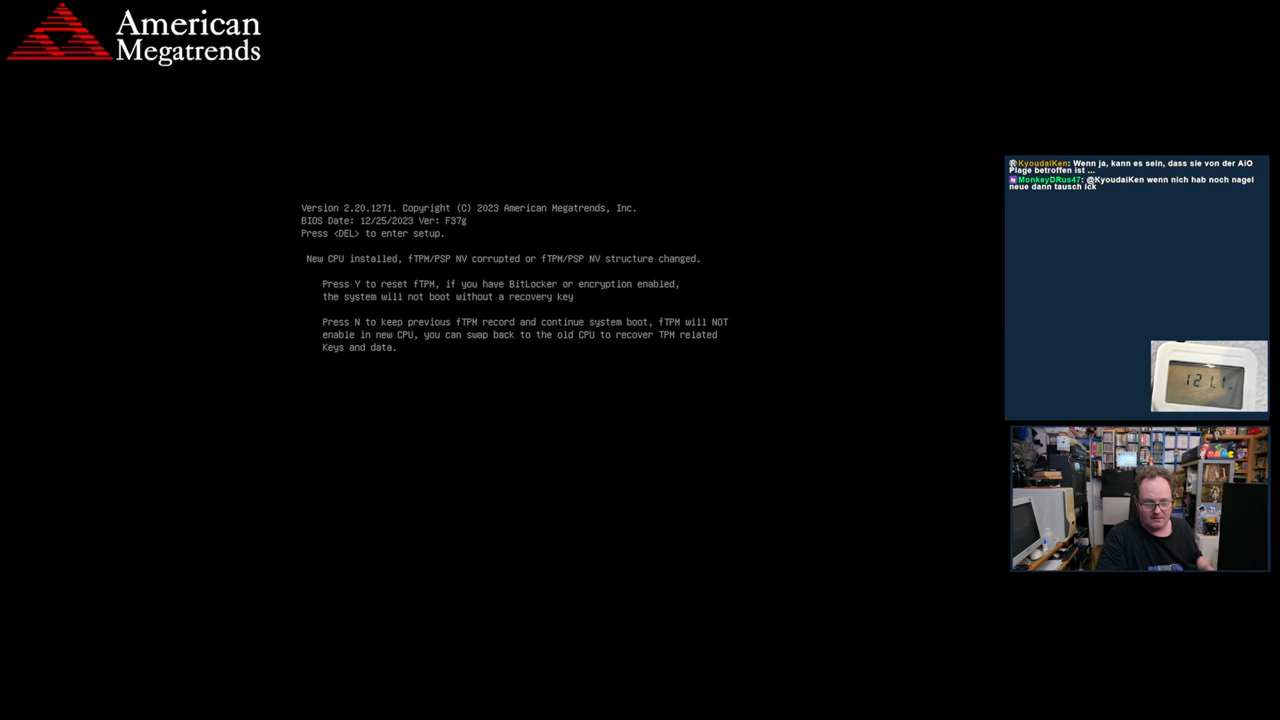 American
Megatrends
Version 2.20.1271. Copyright (C) 2023 American Megatrends, Inc.
BIOS Date: 12/25/2023 Ver: F37g
Press <DEL> to enter setup.
New CPU installed, fTPM/PSP NV corrupted or fTPM/PSP NV structure changed.
Press Y to reset fTPM, if you have BitLocker or encryption enabled,
the system will not boot without a recovery key
Press N to keep previous fTPM record and continue system boot, fTPM will NOT
enable in new CPU, you can swap back to the old CPU to recover TPM related
Keys and data.
KyoudaiKen: Wenn ja, kann es sein, dass sie von der AiO
Plage betroffen ist ...
MonkeyDRus47: @KyoudaiKen wenn nich hab noch nagel
neue dann tausch ick
121.1